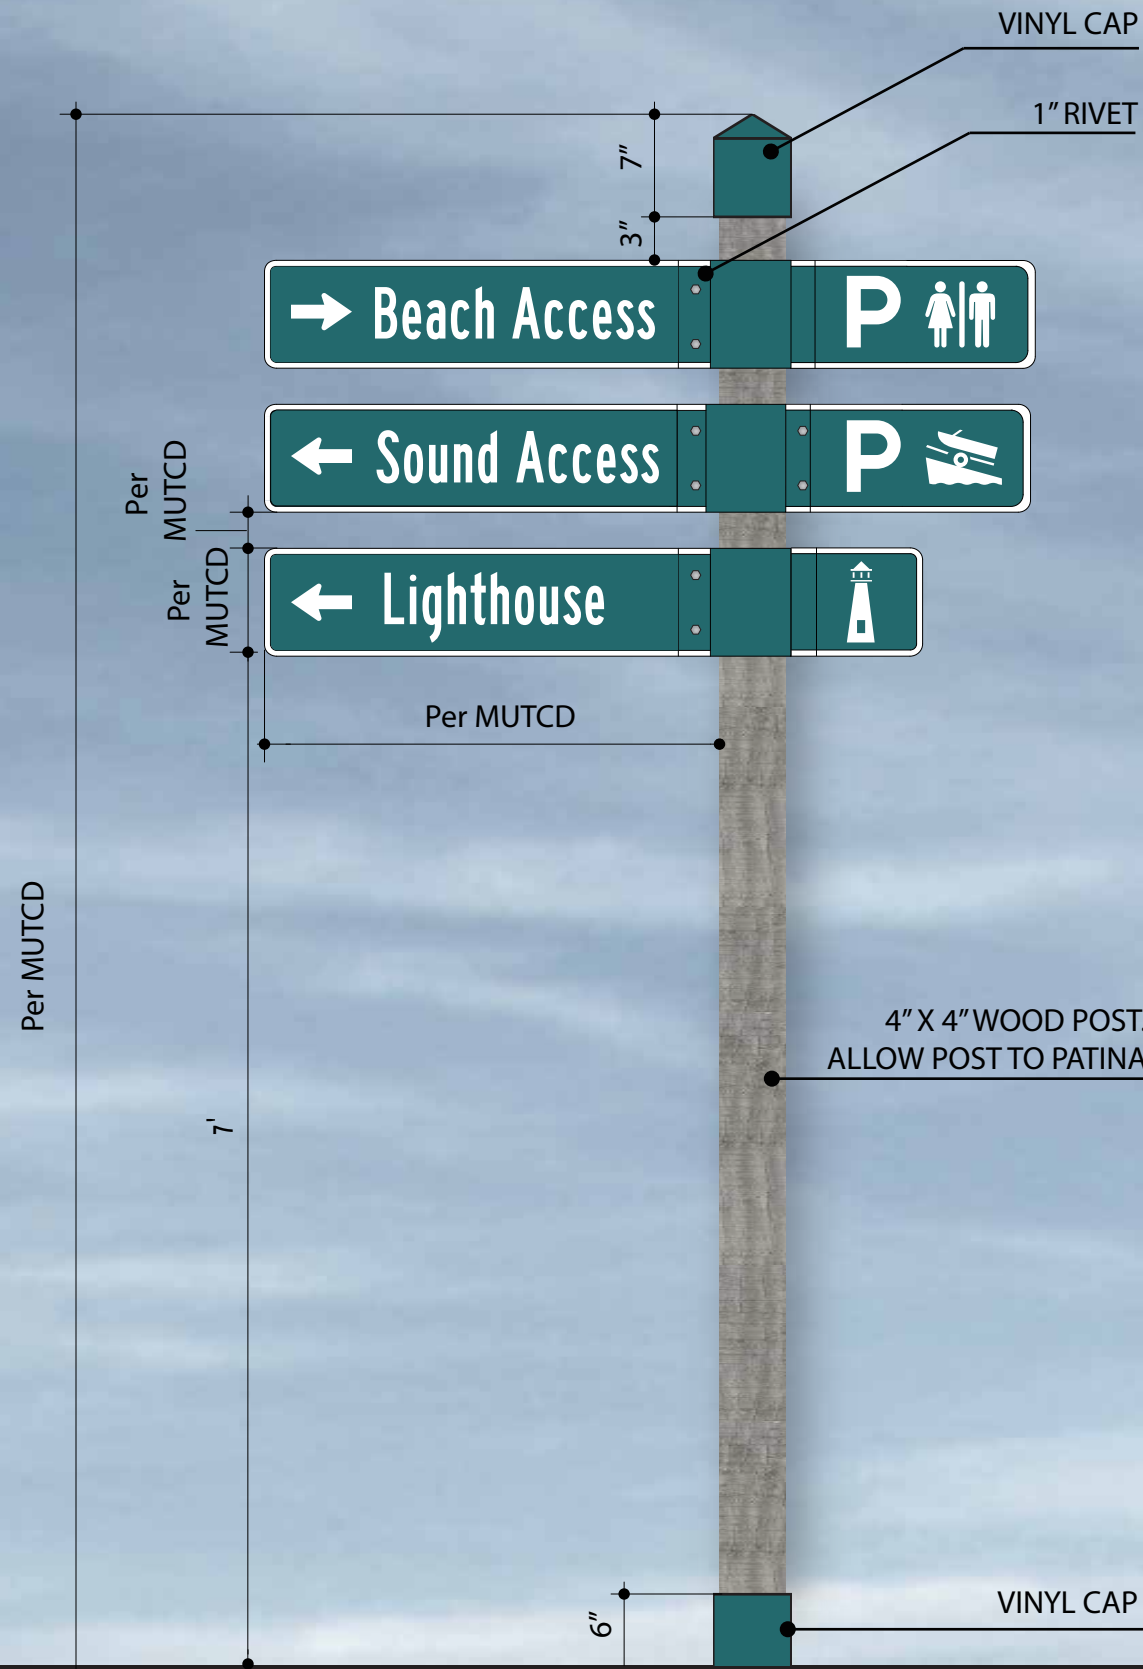 VINYL CAP
1” RIVET
7”
3”
Beach Access P
Sound Access P
Per
MUTCD
Per
MUTCD
Lighthouse
Per MUTCD
Per MUTCD
4” X 4” WOOD POST.
ALLOW POST TO PATINA
7'
VINYL CAP
6”